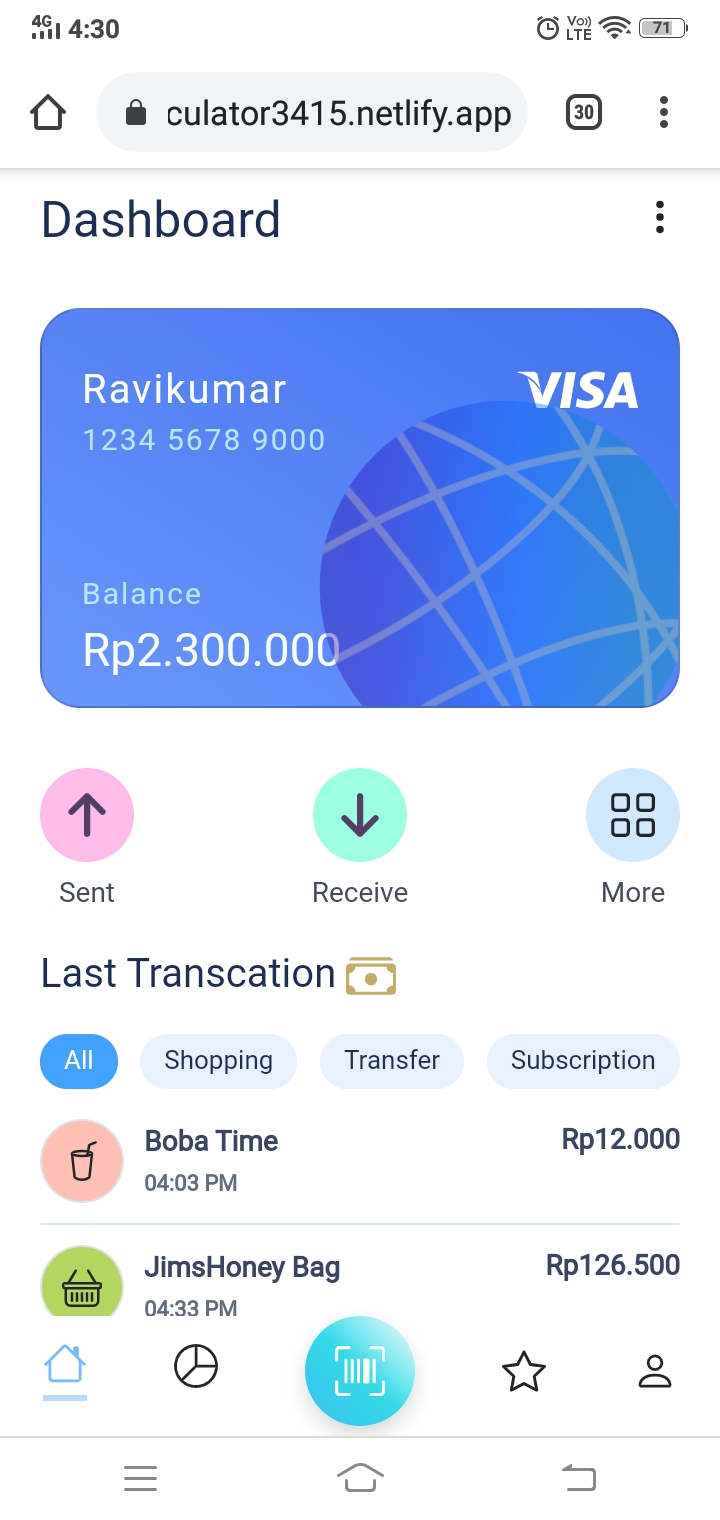 4G 4:30 Vo)) LTE 71
culator3415.netlify.app 30
Dashboard
Ravikumar VISA
1234 5678 9000
Balance
Rp2.300.000
Sent Receive More
Last Transcation
All Shopping Transfer Subscription
Boba Time Rp12.000
04:03 PM
JimsHoney Bag Rp126.500
04:33 PM